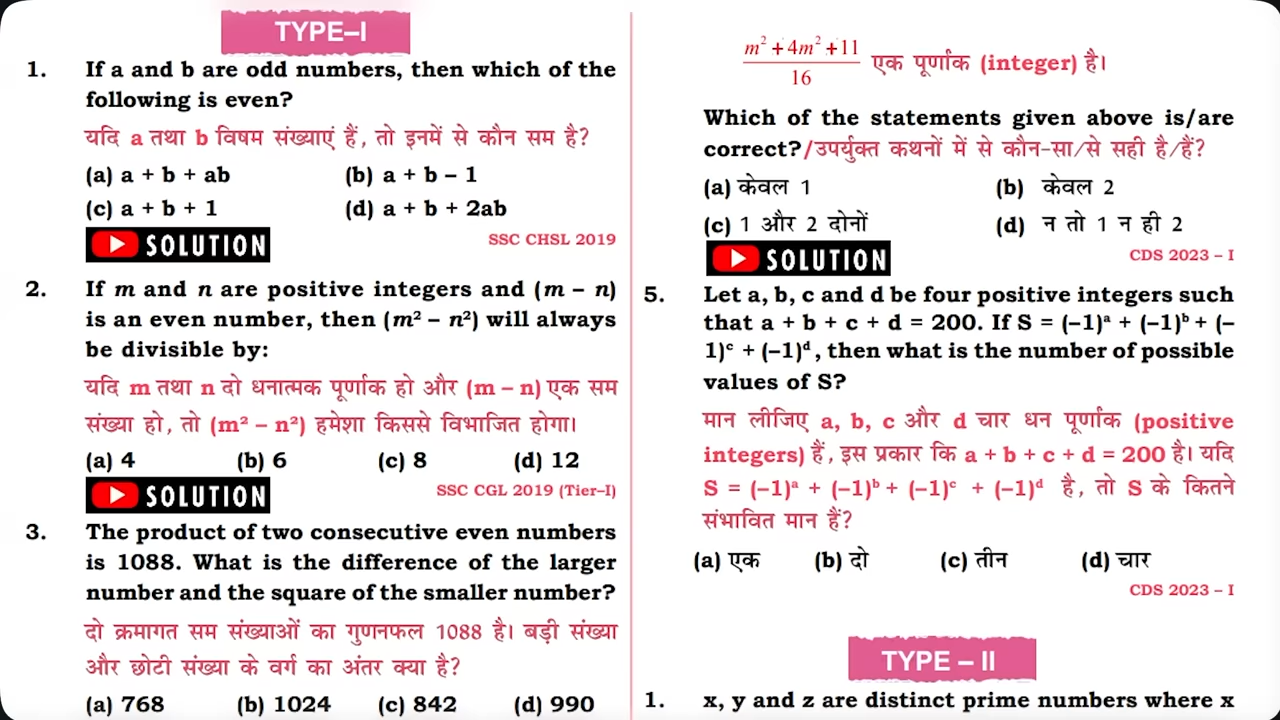 TYPE–I
1. If a and b are odd numbers, then which of the
following is even?
यदि a तथा b विषम संख्याएं हैं, तो इनमें से कौन सम है?
(a) a + b + ab (b) a + b – 1
(c) a + b + 1 (d) a + b + 2ab
SOLUTION SSC CHSL 2019
2. If m and n are positive integers and (m – n)
is an even number, then (m² – n²) will always
be divisible by:
यदि m तथा n दो धनात्मक पूर्णांक हो और (m – n) एक सम
संख्या हो, तो (m² – n²) हमेशा किससे विभाजित होगा।
(a) 4 (b) 6 (c) 8 (d) 12
SOLUTION SSC CGL 2019 (Tier–I)
3. The product of two consecutive even numbers
is 1088. What is the difference of the larger
number and the square of the smaller number?
दो क्रमागत सम संख्याओं का गुणनफल 1088 है। बड़ी संख्या
और छोटी संख्या के वर्ग का अंतर क्या है?
(a) 768 (b) 1024 (c) 842 (d) 990
m² + 4m² + 11
16 एक पूर्णांक (integer) है।
Which of the statements given above is/are
correct?/उपर्युक्त कथनों में से कौन-सा/से सही है/हैं?
(a) केवल 1 (b) केवल 2
(c) 1 और 2 दोनों (d) न तो 1 न ही 2
SOLUTION CDS 2023 – I
5. Let a, b, c and d be four positive integers such
that a + b + c + d = 200. If S = (–1)ᵃ + (–1)ᵇ + (–
1)ᶜ + (–1)ᵈ, then what is the number of possible
values of S?
मान लीजिए a, b, c और d चार धन पूर्णांक (positive
integers) हैं, इस प्रकार कि a + b + c + d = 200 है। यदि
S = (–1)ᵃ + (–1)ᵇ + (–1)ᶜ + (–1)ᵈ है, तो S के कितने
संभावित मान हैं?
(a) एक (b) दो (c) तीन (d) चार
CDS 2023 – I
TYPE – II
1. x, y and z are distinct prime numbers where x